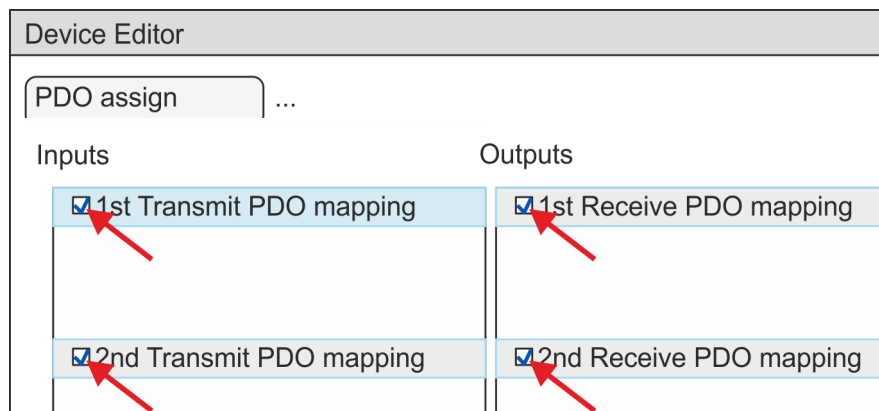 Device Editor
PDO assign ...
Inputs Outputs
1st Transmit PDO mapping 1st Receive PDO mapping
2nd Transmit PDO mapping 2nd Receive PDO mapping